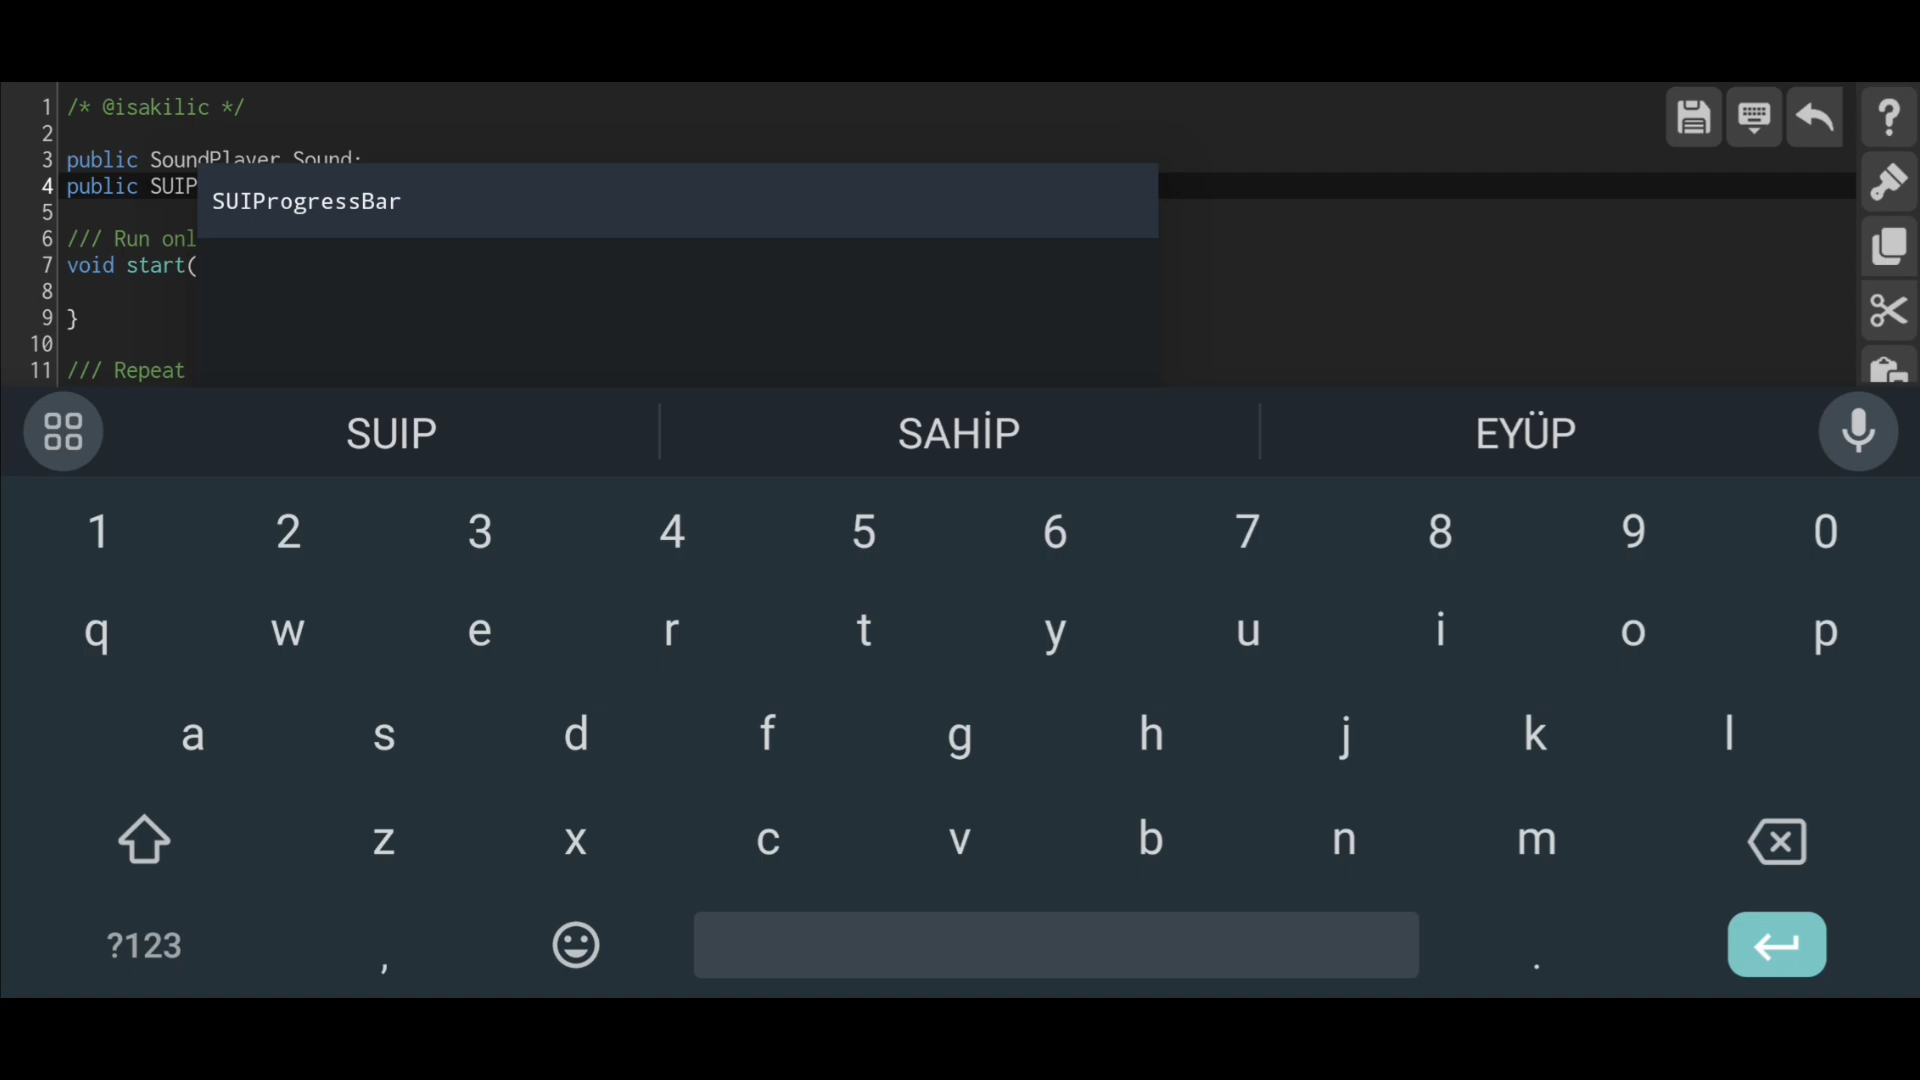 1 /* @isakilic */
2
3 public SoundPlayer Sound;
4 public SUIP
SUIProgressBar
5
6 /// Run onl
7 void start(
8
9 }
10
11 /// Repeat
?
SUIP SAHİP EYÜP
1 2 3 4 5 6 7 8 9 0
q w e r t y u i o p
a s d f g h j k l
z x c v b n m
?123 , .